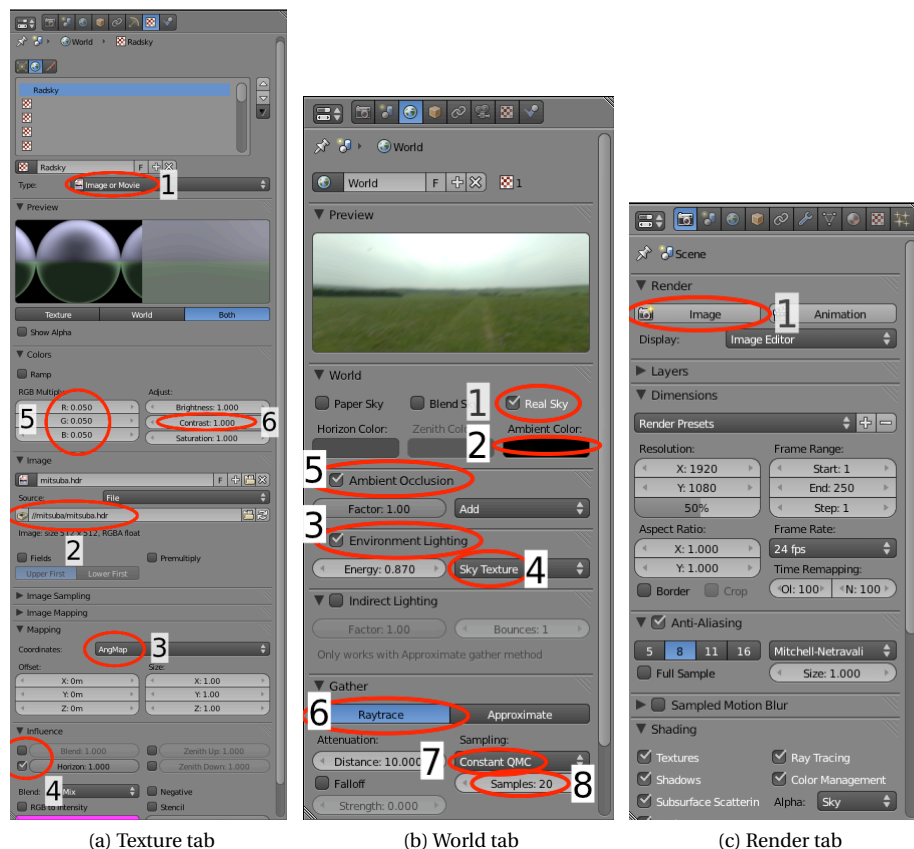 World Radsky
Radsky
Radsky F
Type: Image or Movie 1
Preview
Texture World Both
Show Alpha
Colors
Ramp
RGB Multiply: Adjust:
5 R: 0.050 Brightness: 1.000
G: 0.050 Contrast: 1.000 6
B: 0.050 Saturation: 1.000
Image
mitsuba.hdr F
Source: File
//mitsuba/mitsuba.hdr
Image: size 512 x 512, RGBA float
2
Fields Premultiply
Upper First Lower First
Image Sampling
Image Mapping
Mapping
Coordinates: AngMap 3
Offset: Size:
X: 0m X: 1.00
Y: 0m Y: 1.00
Z: 0m Z: 1.00
Influence
Blend: 1.000 Zenith Up: 1.000
Horizon: 1.000 Zenith Down: 1.000
4
Blend: Mix Negative
RGB to Intensity Stencil
(a) Texture tab
World
World F 1
Preview
World
Paper Sky Blend S 1 Real Sky
Horizon Color: Zenith Co Ambient Color:
2
5 Ambient Occlusion
Factor: 1.00 Add
3 Environment Lighting
Energy: 0.870 Sky Texture 4
Indirect Lighting
Factor: 1.00 Bounces: 1
Only works with Approximate gather method
Gather
6 Raytrace Approximate
Attenuation: Sampling:
Distance: 10.000 7 Constant QMC
Falloff Samples: 20 8
Strength: 0.000
(b) World tab
Scene
Render
Image 1 Animation
Display: Image Editor
Layers
Dimensions
Render Presets
Resolution: Frame Range:
X: 1920 Start: 1
Y: 1080 End: 250
50% Step: 1
Aspect Ratio: Frame Rate:
X: 1.000 24 fps
Y: 1.000 Time Remapping:
Border Crop Ol: 100 N: 100
Anti-Aliasing
5 8 11 16 Mitchell-Netravali
Full Sample Size: 1.000
Sampled Motion Blur
Shading
Textures Ray Tracing
Shadows Color Management
Subsurface Scatterin Alpha: Sky
(c) Render tab